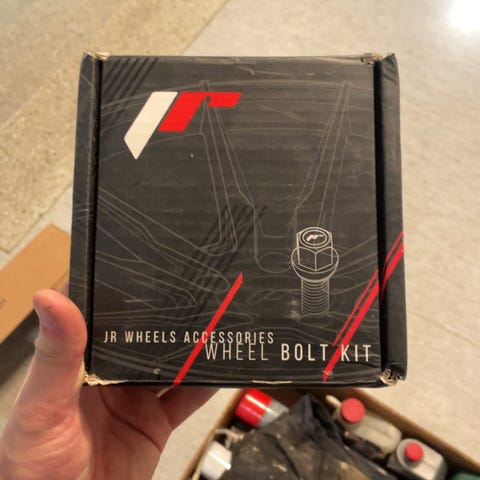 JR WHEELS ACCESSORIES
WHEEL BOLT KIT